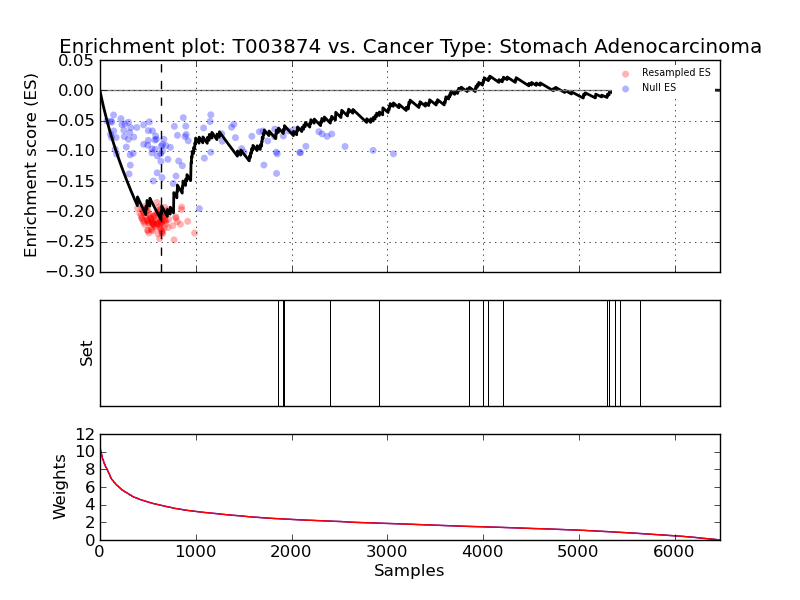 Enrichment plot: T003874 vs. Cancer Type: Stomach Adenocarcinoma
Enrichment score (ES)
0.05
0.00
−0.05
−0.10
−0.15
−0.20
−0.25
−0.30
Resampled ES
Null ES
Set
Weights
12
10
8
6
4
2
0
0 1000 2000 3000 4000 5000 6000
Samples